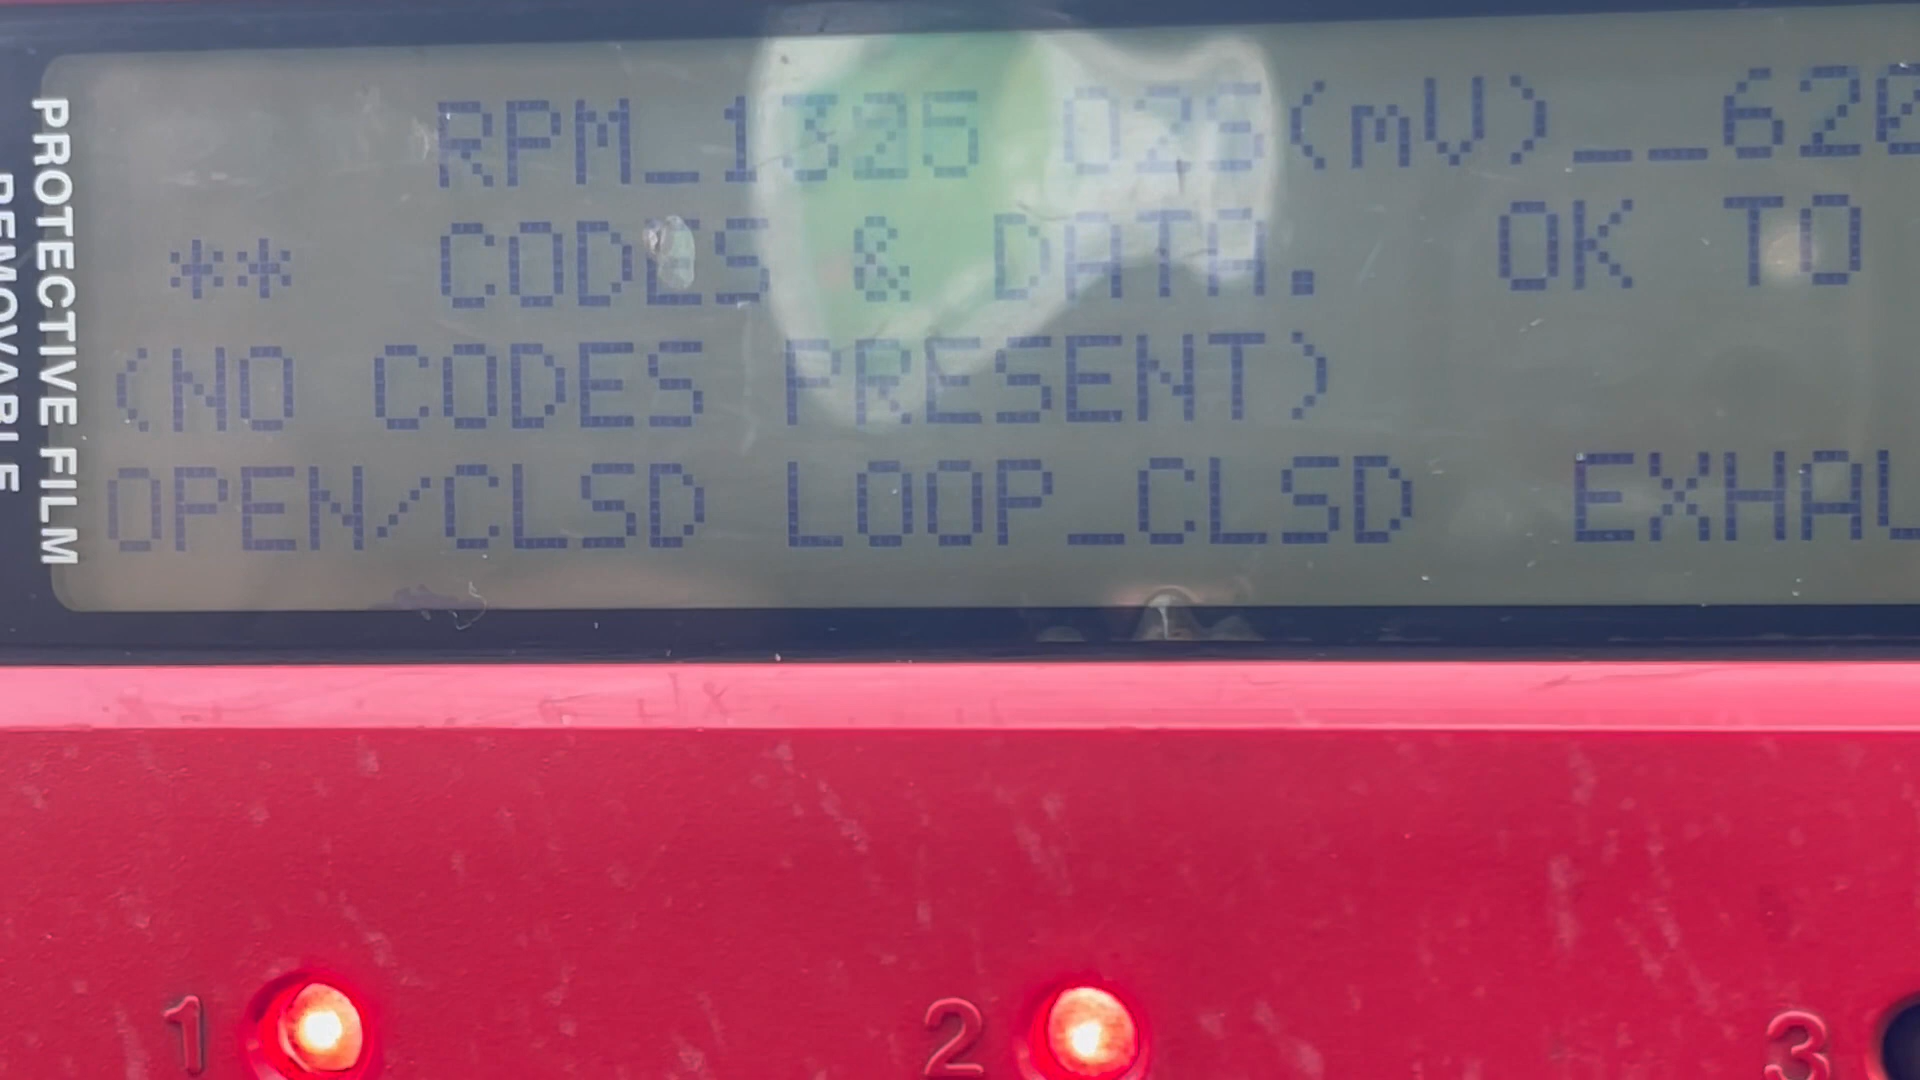 RPM_1325 O2S(mV)__620
** CODES & DATA. OK TO
(NO CODES PRESENT)
OPEN/CLSD LOOP_CLSD EXHAU
PROTECTIVE FILM
REMOVABLE
1 2 3